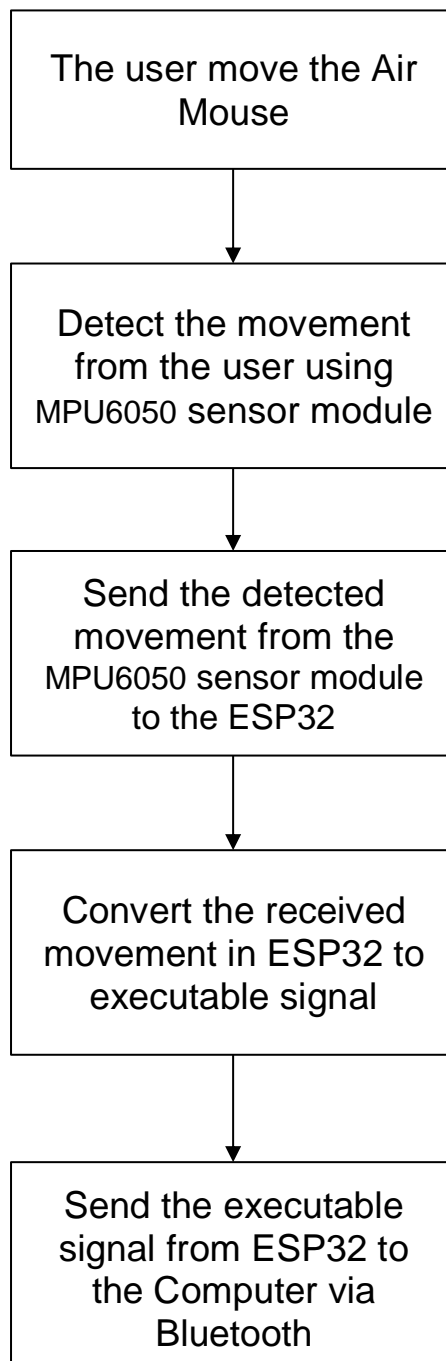 The user move the Air
Mouse
Detect the movement
from the user using
MPU6050 sensor module
Send the detected
movement from the
MPU6050 sensor module
to the ESP32
Convert the received
movement in ESP32 to
executable signal
Send the executable
signal from ESP32 to
the Computer via
Bluetooth